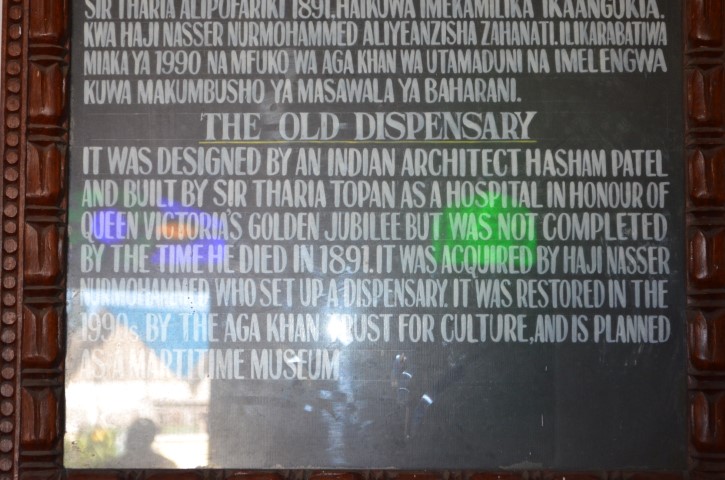 SIR THARIA ALIPOFARIKI 1891.HAIKUWA IMEKAMILIKA IKAANGUKIA.
KWA HAJI NASSER NURMOHAMMED ALIYEANZISHA ZAHANATI.ILIKARABATIWA
MIAKA YA 1990 NA MFUKO WA AGA KHAN WA UTAMADUNI NA IMELENGWA
KUWA MAKUMBUSHO YA MASAWALA YA BAHARANI.
THE OLD DISPENSARY
IT WAS DESIGNED BY AN INDIAN ARCHITECT HASHAM PATEL
AND BUILT BY SIR THARIA TOPAN AS A HOSPITAL IN HONOUR OF
QUEEN VICTORIA'S GOLDEN JUBILEE BUT WAS NOT COMPLETED
BY THE TIME HE DIED IN 1891.IT WAS ACQUIRED BY HAJI NASSER
NURMOHAMMED WHO SET UP A DISPENSARY. IT WAS RESTORED IN THE
1990s BY THE AGA KHAN TRUST FOR CULTURE,AND IS PLANNED
AS A MARTITIME MUSEUM